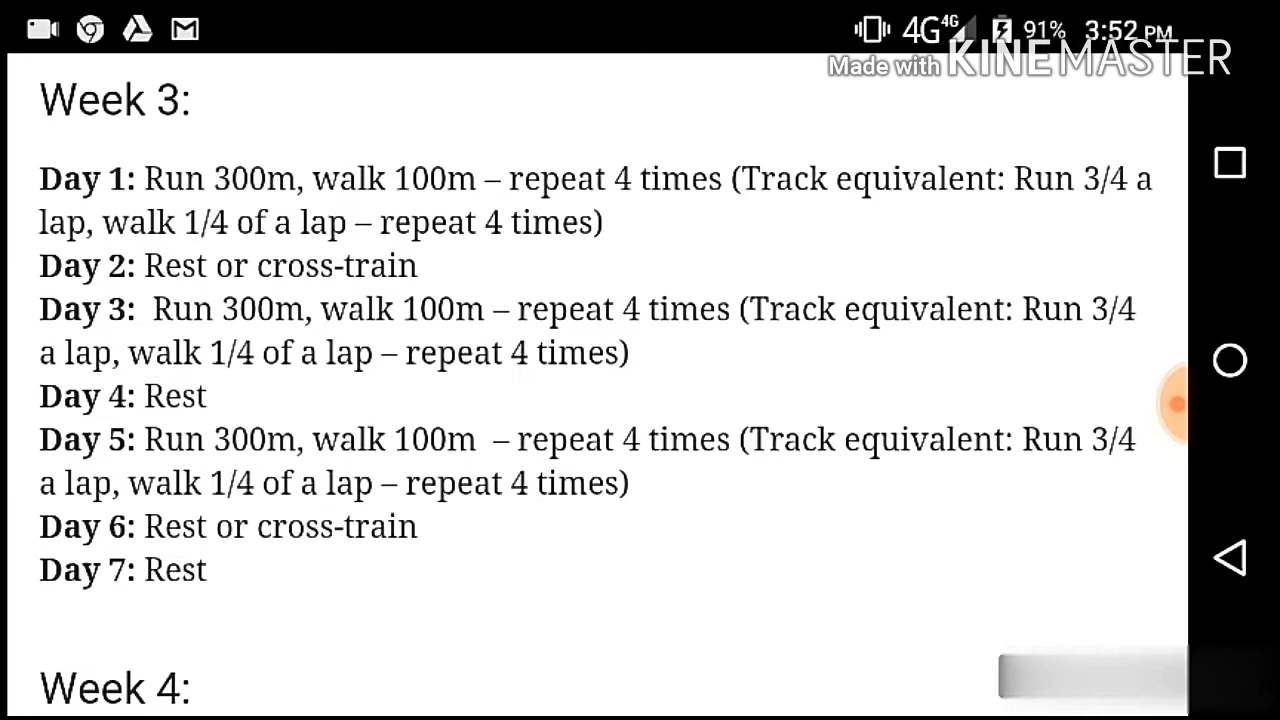 4G 4G 91% 3:52 PM
Made with KINEMASTER
Week 3:
Day 1: Run 300m, walk 100m – repeat 4 times (Track equivalent: Run 3/4 a
lap, walk 1/4 of a lap – repeat 4 times)
Day 2: Rest or cross-train
Day 3:  Run 300m, walk 100m – repeat 4 times (Track equivalent: Run 3/4
a lap, walk 1/4 of a lap – repeat 4 times)
Day 4: Rest
Day 5: Run 300m, walk 100m  – repeat 4 times (Track equivalent: Run 3/4
a lap, walk 1/4 of a lap – repeat 4 times)
Day 6: Rest or cross-train
Day 7: Rest
Week 4: